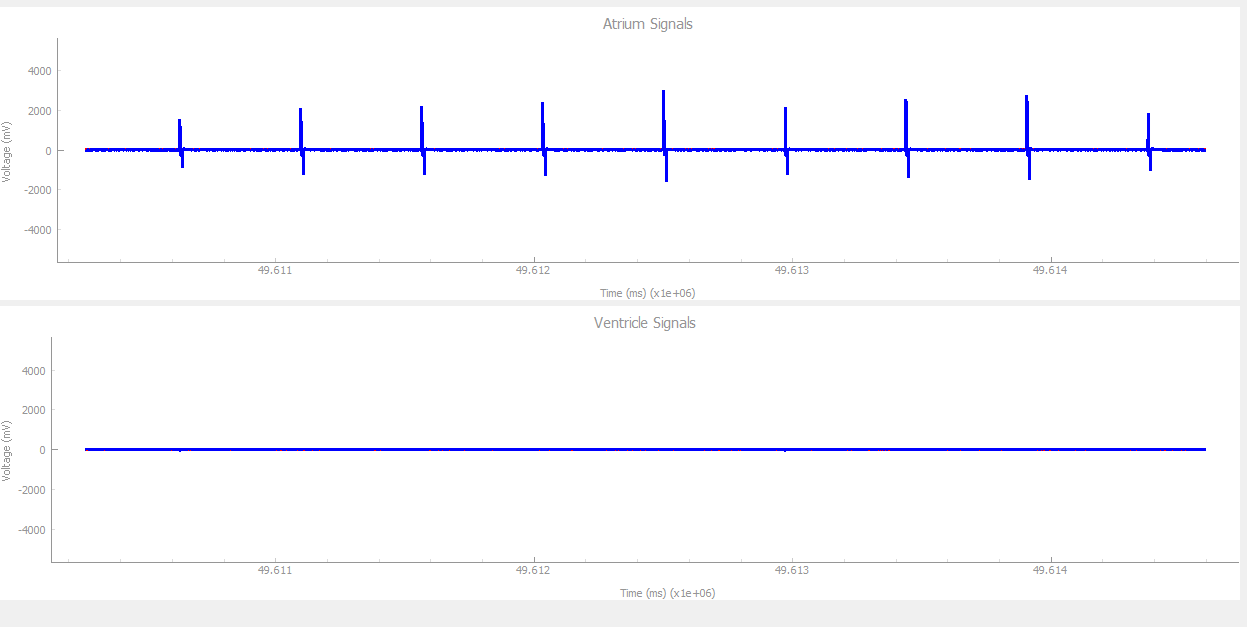 Atrium Signals
4000
2000
0
-2000
-4000
Voltage (mV)
49.611 49.612 49.613 49.614
Time (ms) (x1e+06)
Ventricle Signals
4000
2000
0
-2000
-4000
Voltage (mV)
49.611 49.612 49.613 49.614
Time (ms) (x1e+06)